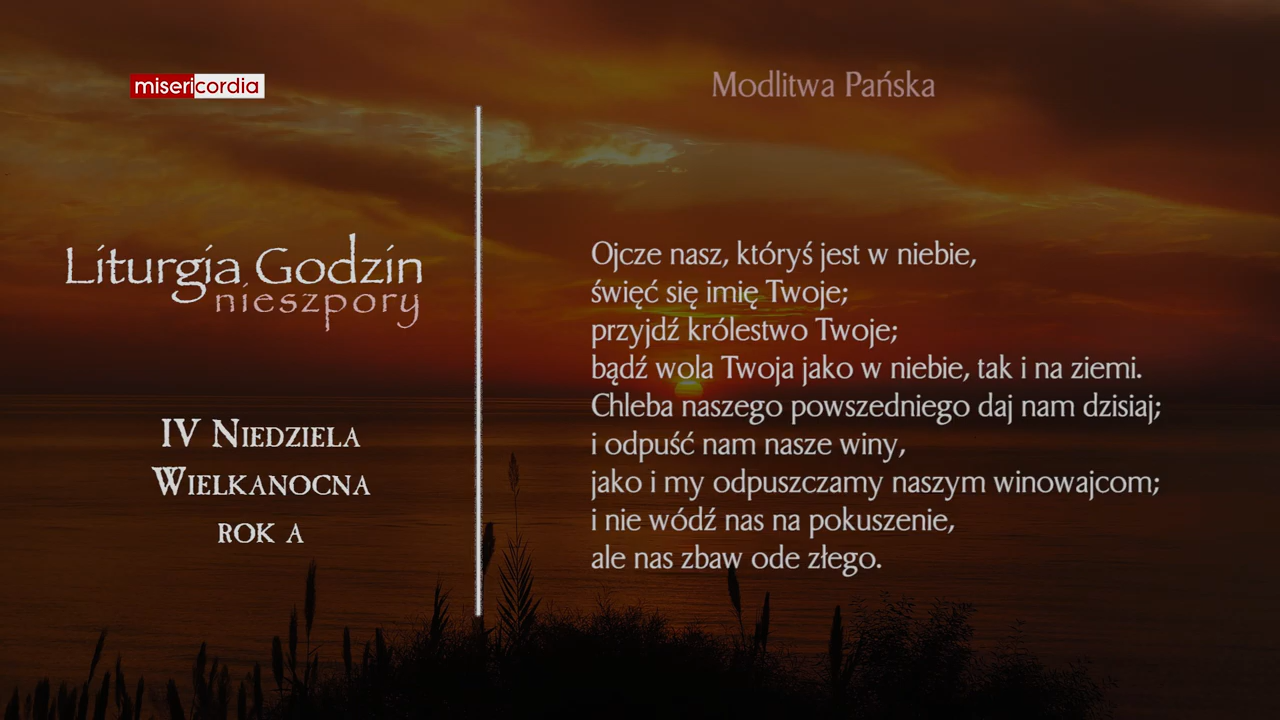 misericordia
Liturgia Godzin
nieszpory
IV Niedziela
Wielkanocna
rok a
Modlitwa Pańska
Ojcze nasz, któryś jest w niebie,
święć się imię Twoje;
przyjdź królestwo Twoje;
bądź wola Twoja jako w niebie, tak i na ziemi.
Chleba naszego powszedniego daj nam dzisiaj;
i odpuść nam nasze winy,
jako i my odpuszczamy naszym winowajcom;
i nie wódź nas na pokuszenie,
ale nas zbaw ode złego.